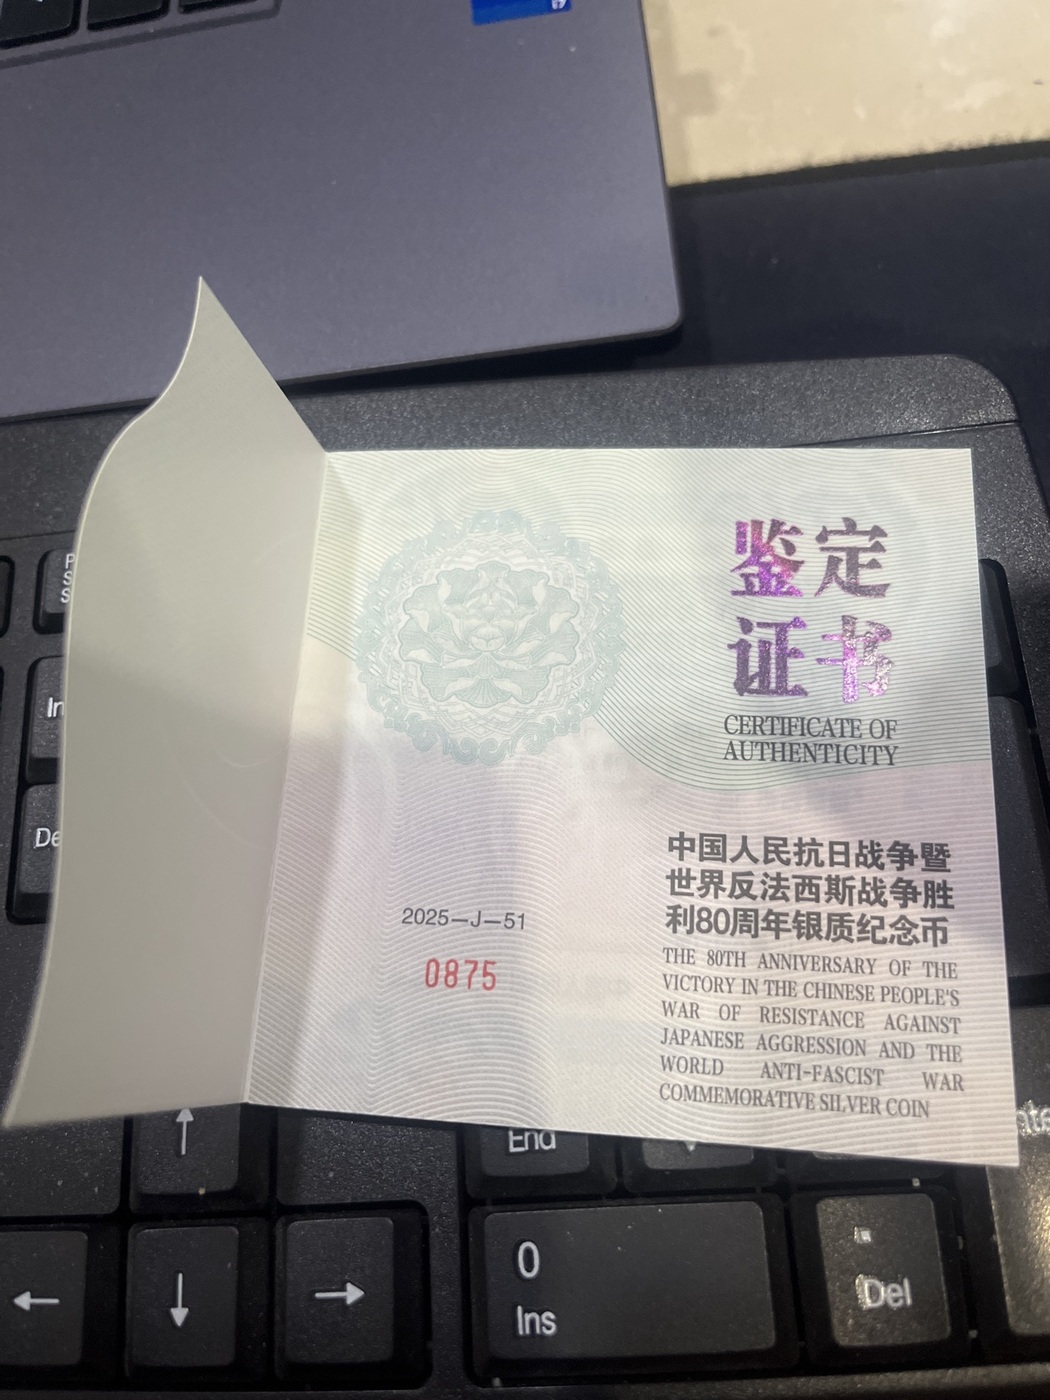 鉴定
证书
CERTIFICATE OF
AUTHENTICITY
中国人民抗日战争暨
世界反法西斯战争胜
利80周年银质纪念币
THE 80TH ANNIVERSARY OF THE
VICTORY IN THE CHINESE PEOPLE'S
WAR OF RESISTANCE AGAINST
JAPANESE AGGRESSION AND THE
WORLD ANTI-FASCIST WAR
COMMEMORATIVE SILVER COIN
2025—J—51
0875
End
0
Ins
Del